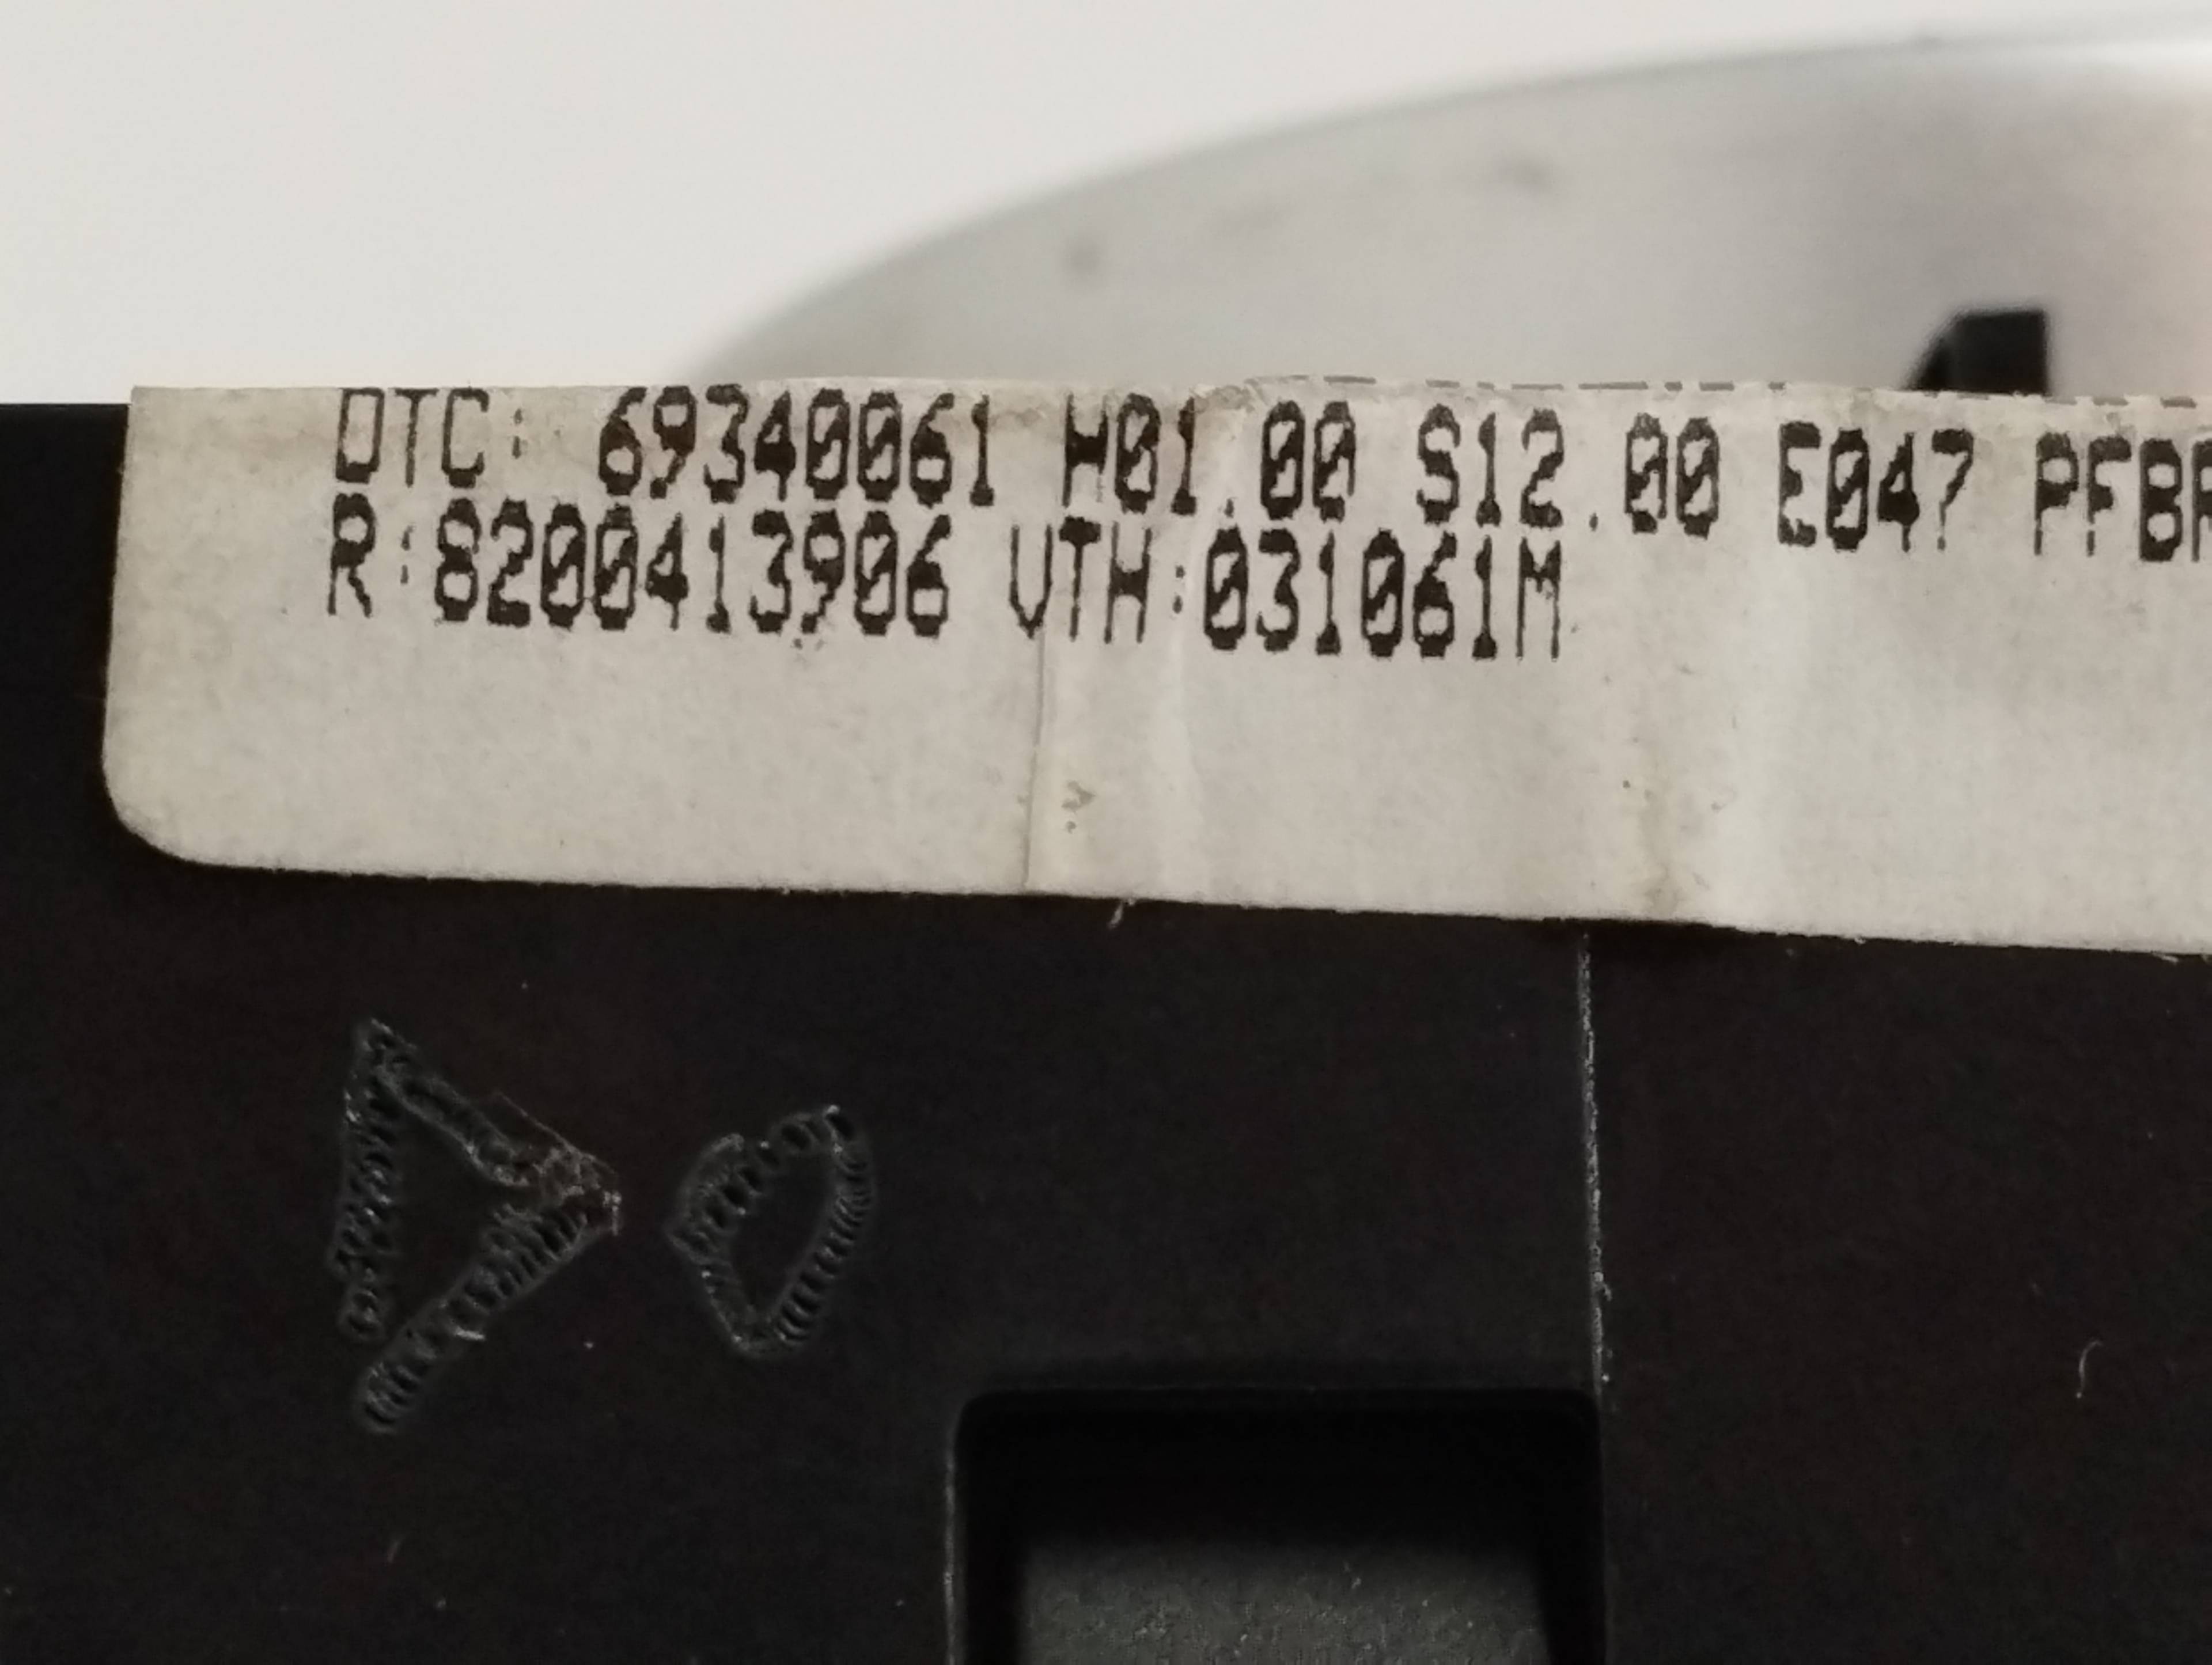 DTC: 69340061 H01.00 S12.00 E047
R:8200413906 VTH:031061M